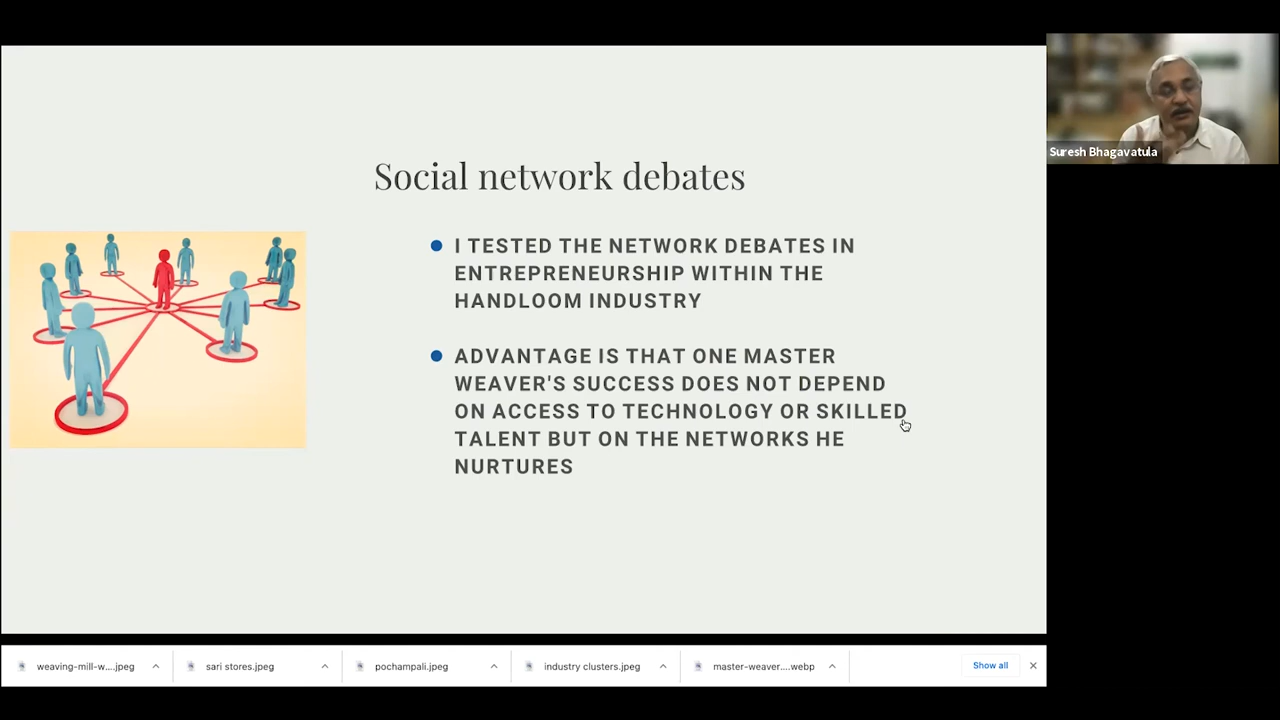 Social network debates
I TESTED THE NETWORK DEBATES IN
ENTREPRENEURSHIP WITHIN THE
HANDLOOM INDUSTRY
ADVANTAGE IS THAT ONE MASTER
WEAVER'S SUCCESS DOES NOT DEPEND
ON ACCESS TO TECHNOLOGY OR SKILLED
TALENT BUT ON THE NETWORKS HE
NURTURES
Suresh Bhagavatula
weaving-mill-w....jpeg
sari stores.jpeg
pochampali.jpeg
industry clusters.jpeg
master-weaver....webp
Show all